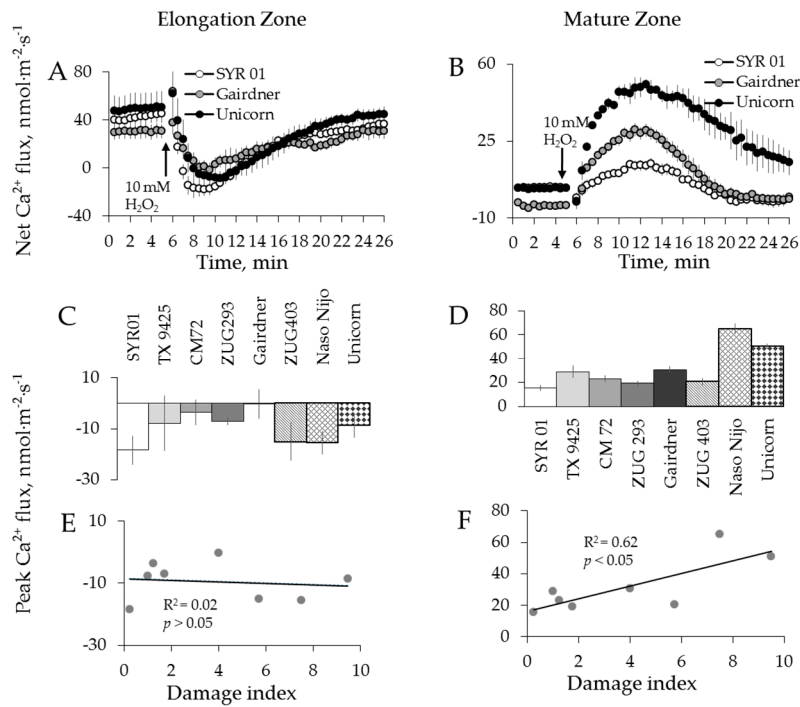 Elongation Zone
Mature Zone
A
SYR 01
Gairdner
Unicorn
80
40
0
-40
10 mM
H₂O₂
0 2 4 6 8 10 12 14 16 18 20 22 24 26
Time, min
Net Ca²⁺ flux, nmol·m⁻²·s⁻¹
B
SYR 01
Gairdner
Unicorn
60
25
-10
10 mM
H₂O₂
0 2 4 6 8 10 12 14 16 18 20 22 24 26
Time, min
C
SYR01
TX 9425
CM72
ZUG293
Gairdner
ZUG403
Naso Nijo
Unicorn
10
-10
-30
Peak Ca²⁺ flux, nmol·m⁻²·s⁻¹
D
80
60
40
20
0
SYR 01
TX 9425
CM 72
ZUG 293
Gairdner
ZUG 403
Naso Nijo
Unicorn
E
-10
-10
-30
R² = 0.02
p > 0.05
0 2 4 6 8 10
Damage index
F
80
60
40
20
0
R² = 0.62
p < 0.05
0 2 4 6 8 10
Damage index